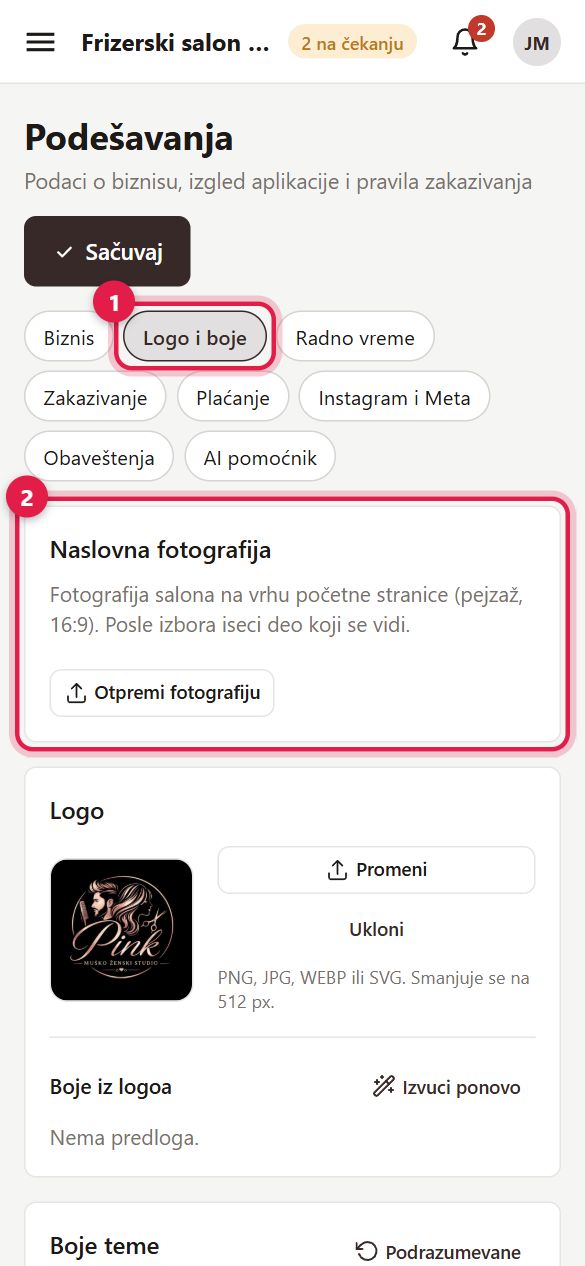 Frizerski salon ...
2 na čekanju
2
JM
Podešavanja
Podaci o biznisu, izgled aplikacije i pravila zakazivanja
Sačuvaj
1
Biznis
Logo i boje
Radno vreme
Zakazivanje
Plaćanje
Instagram i Meta
Obaveštenja
AI pomoćnik
2
Naslovna fotografija
Fotografija salona na vrhu početne stranice (pejzaž,
16:9). Posle izbora iseci deo koji se vidi.
Otpremi fotografiju
Logo
Pink
MUŠKO ŽENSKI STUDIO
Promeni
Ukloni
PNG, JPG, WEBP ili SVG. Smanjuje se na
512 px.
Boje iz logoa
Izvuci ponovo
Nema predloga.
Boje teme
Podrazumevane